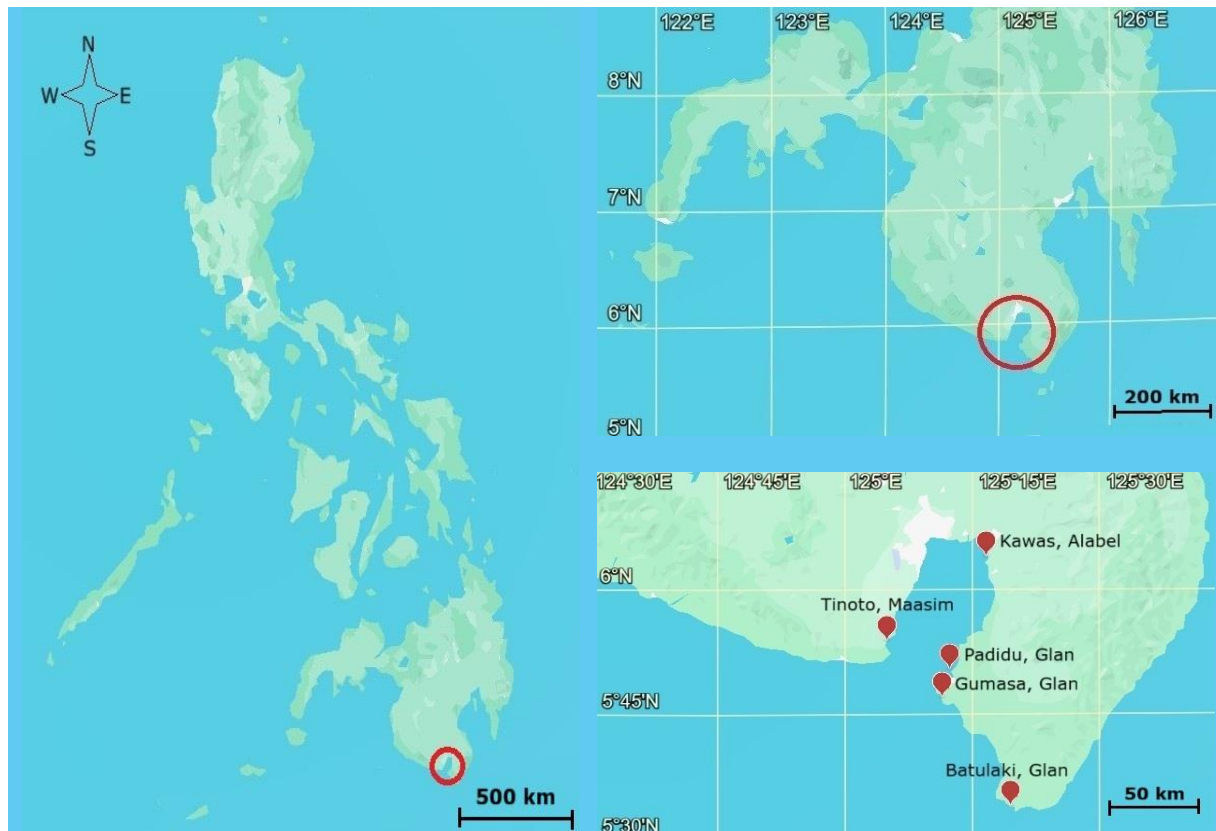 N
W E
S
500 km
122°E 123°E 124°E 125°E 126°E
8°N
7°N
6°N
5°N
200 km
124°30'E 124°45'E 125°E 125°15'E 125°30'E
Kawas, Alabel
6°N
Tinoto, Maasim
Padidu, Glan
Gumasa, Glan
5°45'N
Batulaki, Glan
50 km
5°30'N